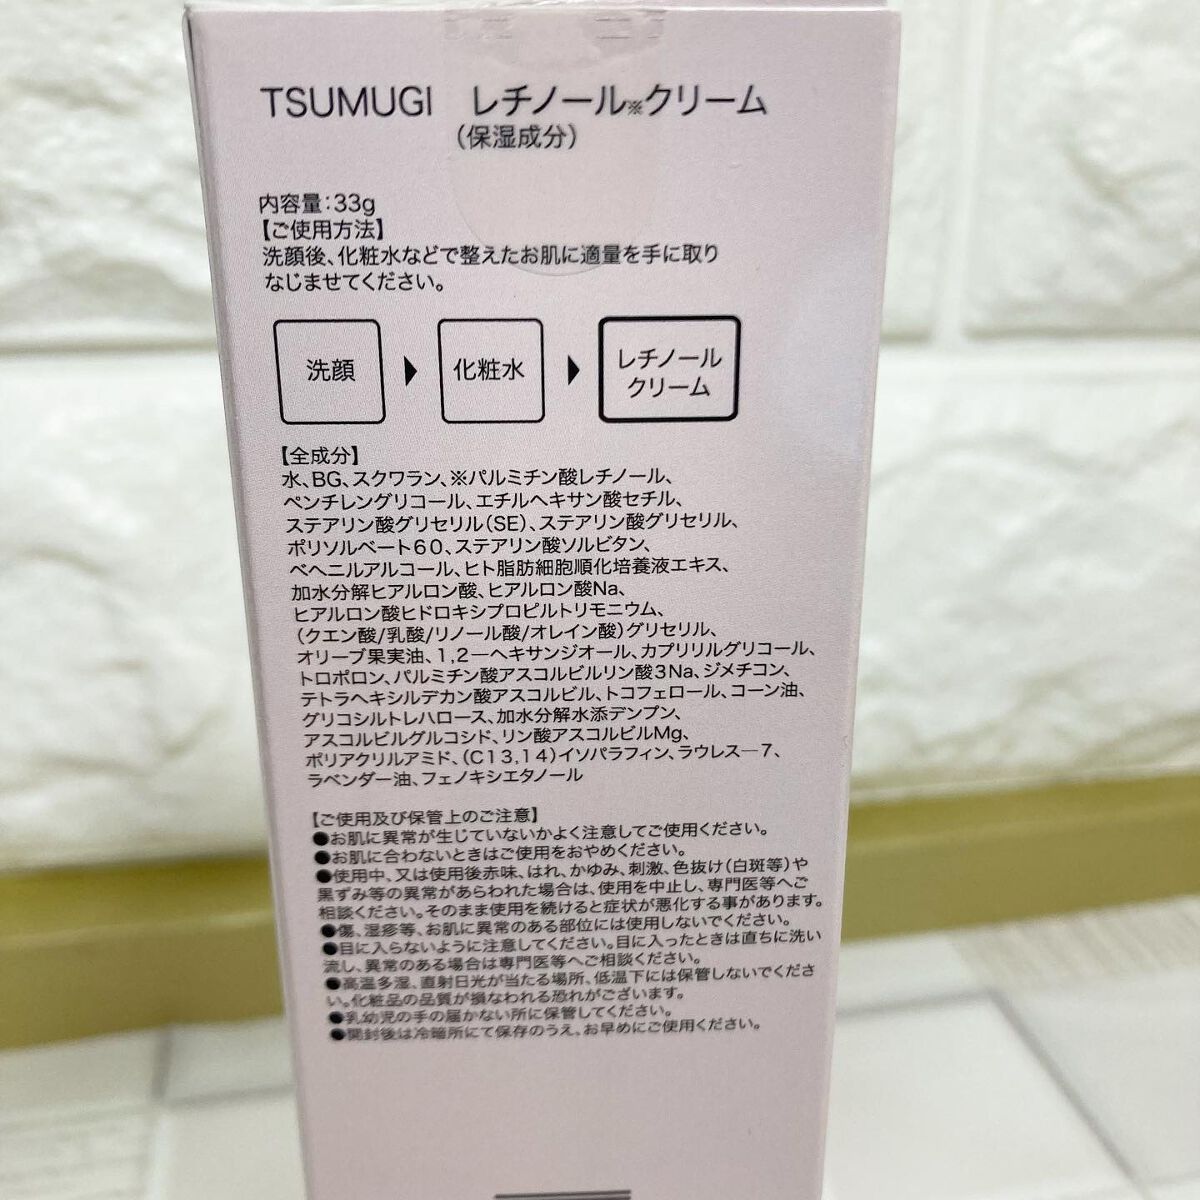 TSUMUGI レチノール※クリーム
(保湿成分)
内容量:33g
【ご使用方法】
洗顔後、化粧水などで整えたお肌に適量を手に取り
なじませてください。
洗顔 ▶ 化粧水 ▶ レチノール
クリーム
【全成分】
水、BG、スクワラン、※パルミチン酸レチノール、
ペンチレングリコール、エチルヘキサン酸セチル、
ステアリン酸グリセリル(SE)、ステアリン酸グリセリル、
ポリソルベート60、ステアリン酸ソルビタン、
ベヘニルアルコール、ヒト脂肪細胞順化培養液エキス、
加水分解ヒアルロン酸、ヒアルロン酸Na、
ヒアルロン酸ヒドロキシプロピルトリモニウム、
(クエン酸/乳酸/リノール酸/オレイン酸)グリセリル、
オリーブ果実油、1,2―ヘキサンジオール、カプリリルグリコール、
トロポロン、パルミチン酸アスコルビルリン酸3Na、ジメチコン、
テトラヘキシルデカン酸アスコルビル、トコフェロール、コーン油、
グリコシルトレハロース、加水分解水添デンプン、
アスコルビルグルコシド、リン酸アスコルビルMg、
ポリアクリルアミド、(C13,14)イソパラフィン、ラウレス―7、
ラベンダー油、フェノキシエタノール
【ご使用及び保管上のご注意】
●お肌に異常が生じていないかよく注意してご使用ください。
●お肌に合わないときはご使用をおやめください。
●使用中、又は使用後赤味、はれ、かゆみ、刺激、色抜け(白斑等)や
黒ずみ等の異常があらわれた場合は、使用を中止し、専門医等へご
相談ください。そのまま使用を続けると症状が悪化する事があります。
●傷、湿疹等、お肌に異常のある部位には使用しないでください。
●目に入らないように注意してください。目に入ったときは直ちに洗い
流し、異常のある場合は専門医等へご相談ください。
●高温多湿、直射日光が当たる場所、低温下には保管しないでくださ
い。化粧品の品質が損なわれる恐れがございます。
●乳幼児の手の届かない所に保管してください。
●開封後は冷暗所にて保存のうえ、お早めにご使用ください。